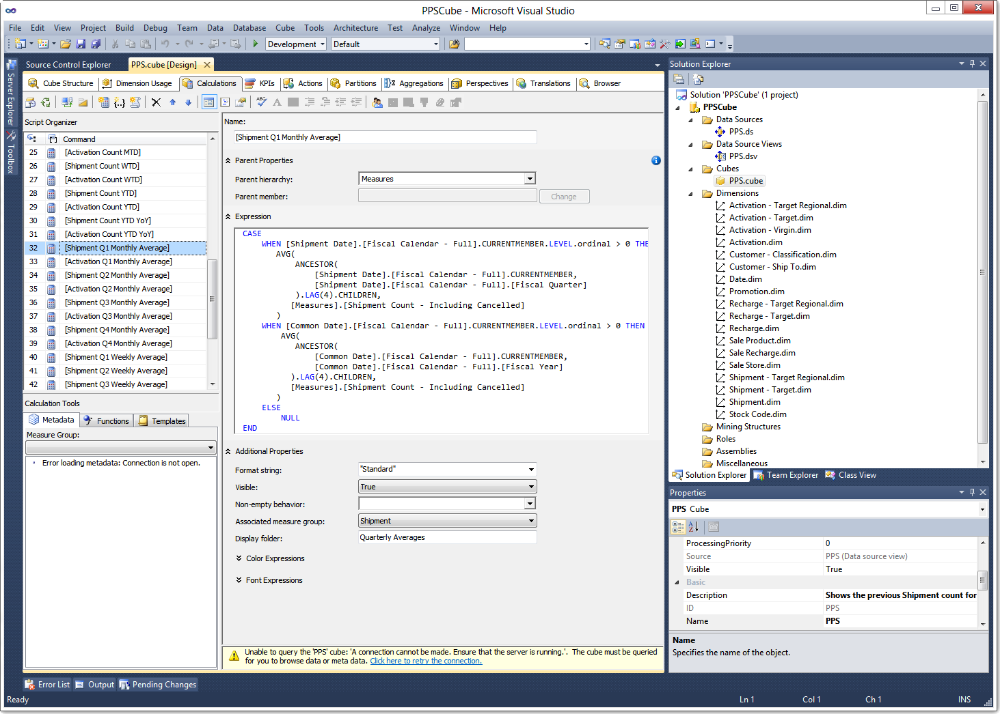 PPSCube - Microsoft Visual Studio
File Edit View Project Build Debug Team Data Database Cube Tools Architecture Test Analyze Window Help
Development Default
Server Explorer
Toolbox
Source Control Explorer PPS.cube [Design]
Cube Structure Dimension Usage Calculations KPIs Actions Partitions Aggregations Perspectives Translations Browser
Script Organizer
Command
25 [Activation Count MTD]
26 [Shipment Count WTD]
27 [Activation Count WTD]
28 [Shipment Count YTD]
29 [Activation Count YTD]
30 [Shipment Count YTD YoY]
31 [Activation Count YTD YoY]
32 [Shipment Q1 Monthly Average]
33 [Activation Q1 Monthly Average]
34 [Shipment Q2 Monthly Average]
35 [Activation Q2 Monthly Average]
36 [Shipment Q3 Monthly Average]
37 [Activation Q3 Monthly Average]
38 [Shipment Q4 Monthly Average]
39 [Activation Q4 Monthly Average]
40 [Shipment Q1 Weekly Average]
41 [Shipment Q2 Weekly Average]
42 [Shipment Q3 Weekly Average]
Calculation Tools
Metadata Functions Templates
Measure Group:
Error loading metadata: Connection is not open.
Name:
[Shipment Q1 Monthly Average]
Parent Properties
Parent hierarchy: Measures
Parent member: Change
Expression
CASE
WHEN [Shipment Date].[Fiscal Calendar - Full].CURRENTMEMBER.LEVEL.ordinal > 0 THE
AVG(
ANCESTOR(
[Shipment Date].[Fiscal Calendar - Full].CURRENTMEMBER,
[Shipment Date].[Fiscal Calendar - Full].[Fiscal Quarter]
).LAG(4).CHILDREN,
[Measures].[Shipment Count - Including Cancelled]
)
WHEN [Common Date].[Fiscal Calendar - Full].CURRENTMEMBER.LEVEL.ordinal > 0 THEN
AVG(
ANCESTOR(
[Common Date].[Fiscal Calendar - Full].CURRENTMEMBER,
[Common Date].[Fiscal Calendar - Full].[Fiscal Year]
).LAG(4).CHILDREN,
[Measures].[Shipment Count - Including Cancelled]
)
ELSE
NULL
END
Additional Properties
Format string: "Standard"
Visible: True
Non-empty behavior:
Associated measure group: Shipment
Display folder: Quarterly Averages
Color Expressions
Font Expressions
Unable to query the 'PPS' cube: 'A connection cannot be made. Ensure that the server is running.'. The cube must be queried
for you to browse data or meta data. Click here to retry the connection.
Solution Explorer
Solution 'PPSCube' (1 project)
PPSCube
Data Sources
PPS.ds
Data Source Views
PPS.dsv
Cubes
PPS.cube
Dimensions
Activation - Target Regional.dim
Activation - Target.dim
Activation - Virgin.dim
Activation.dim
Customer - Classification.dim
Customer - Ship To.dim
Date.dim
Promotion.dim
Recharge - Target Regional.dim
Recharge - Target.dim
Recharge.dim
Sale Product.dim
Sale Recharge.dim
Sale Store.dim
Shipment - Target Regional.dim
Shipment - Target.dim
Shipment.dim
Stock Code.dim
Mining Structures
Roles
Assemblies
Miscellaneous
Solution Explorer Team Explorer Class View
Properties
PPS Cube
ProcessingPriority 0
Source PPS (Data source view)
Visible True
Basic
Description Shows the previous Shipment count for
ID PPS
Name PPS
Name
Specifies the name of the object.
Error List Output Pending Changes
Ready Ln 1 Col 1 Ch 1 INS